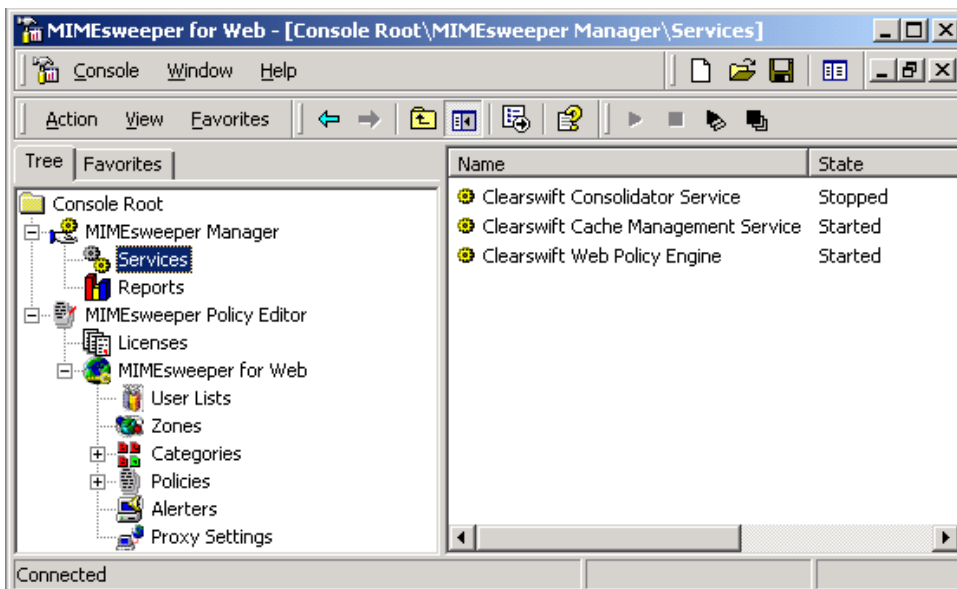 MIMEsweeper for Web - [Console Root\MIMEsweeper Manager\Services]
Console Window Help
Action View Favorites
Tree Favorites
Console Root
MIMEsweeper Manager
Services
Reports
MIMEsweeper Policy Editor
Licenses
MIMEsweeper for Web
User Lists
Zones
Categories
Policies
Alerters
Proxy Settings
Name State
Clearswift Consolidator Service Stopped
Clearswift Cache Management Service Started
Clearswift Web Policy Engine Started
Connected